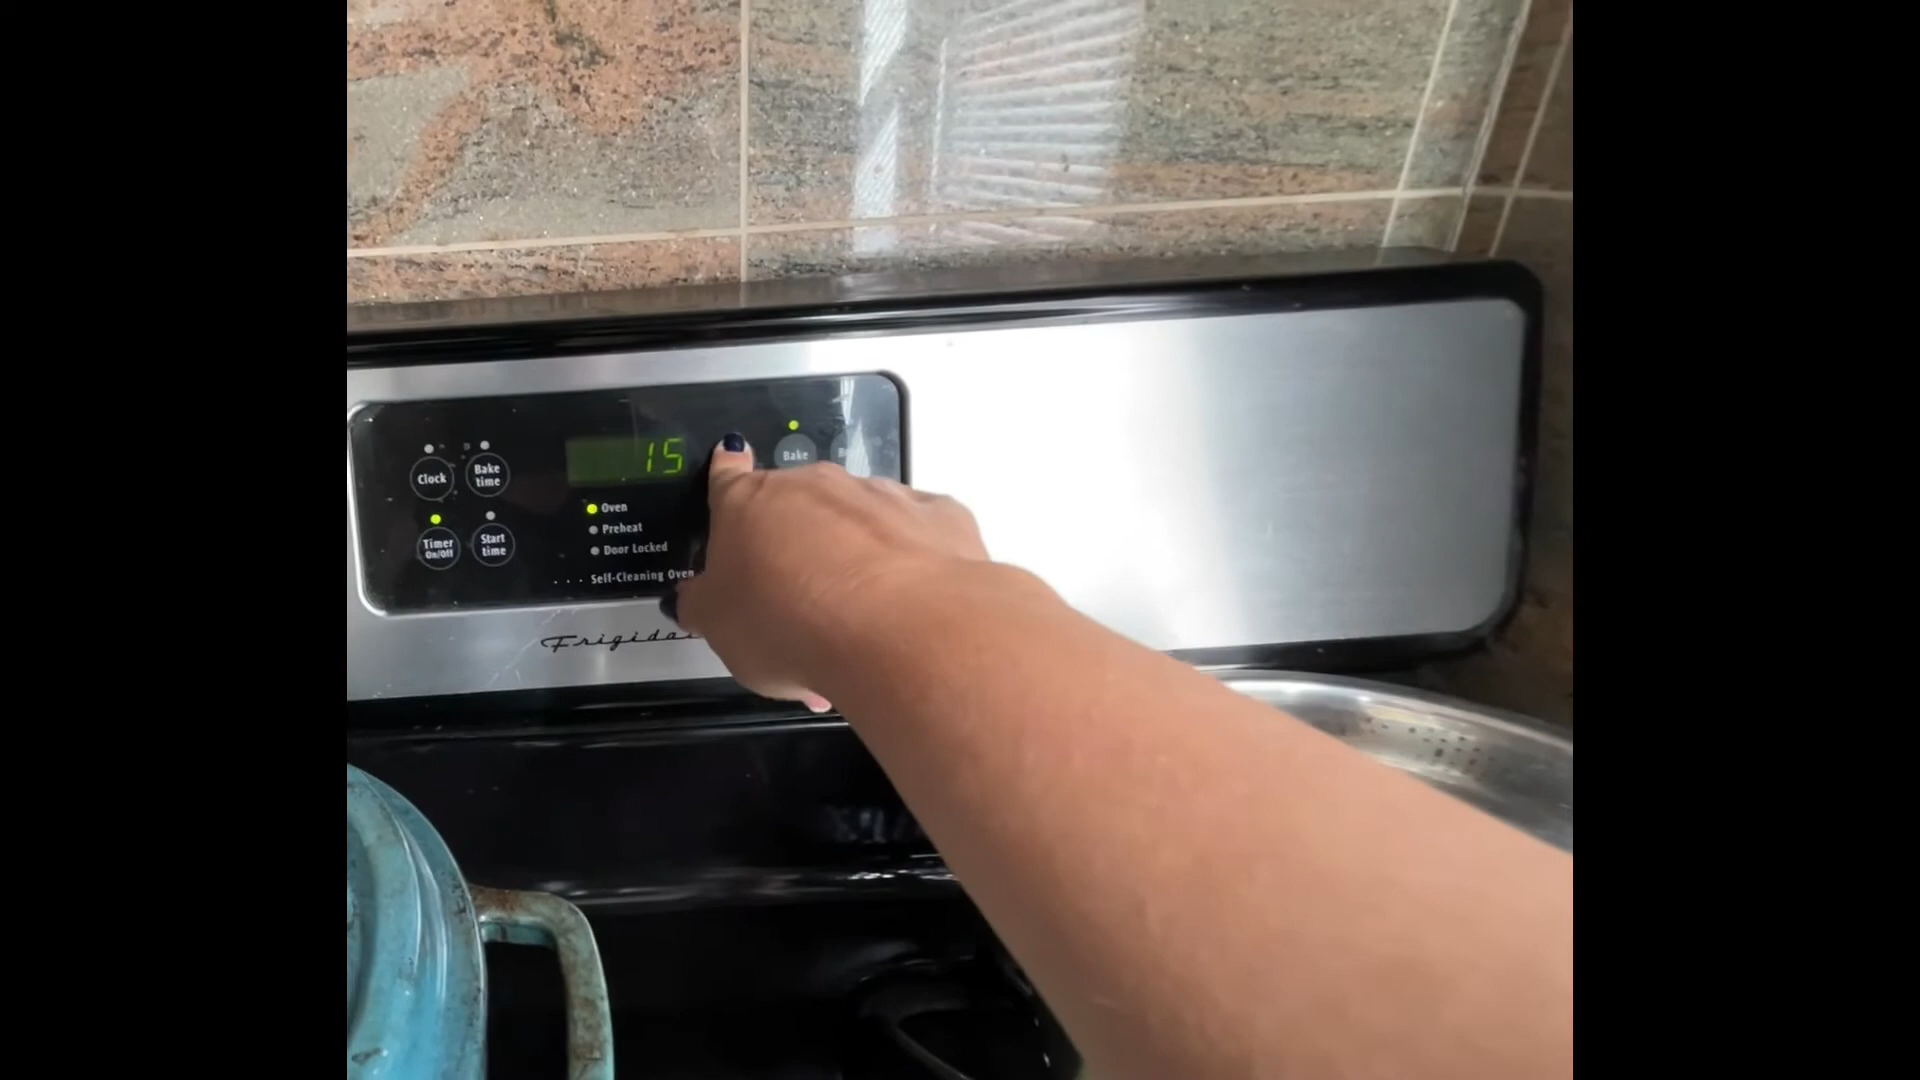 15
Bake
Clock
Bake
time
Oven
Preheat
Timer
On/Off
Start
time
Door Locked
Self-Cleaning Oven